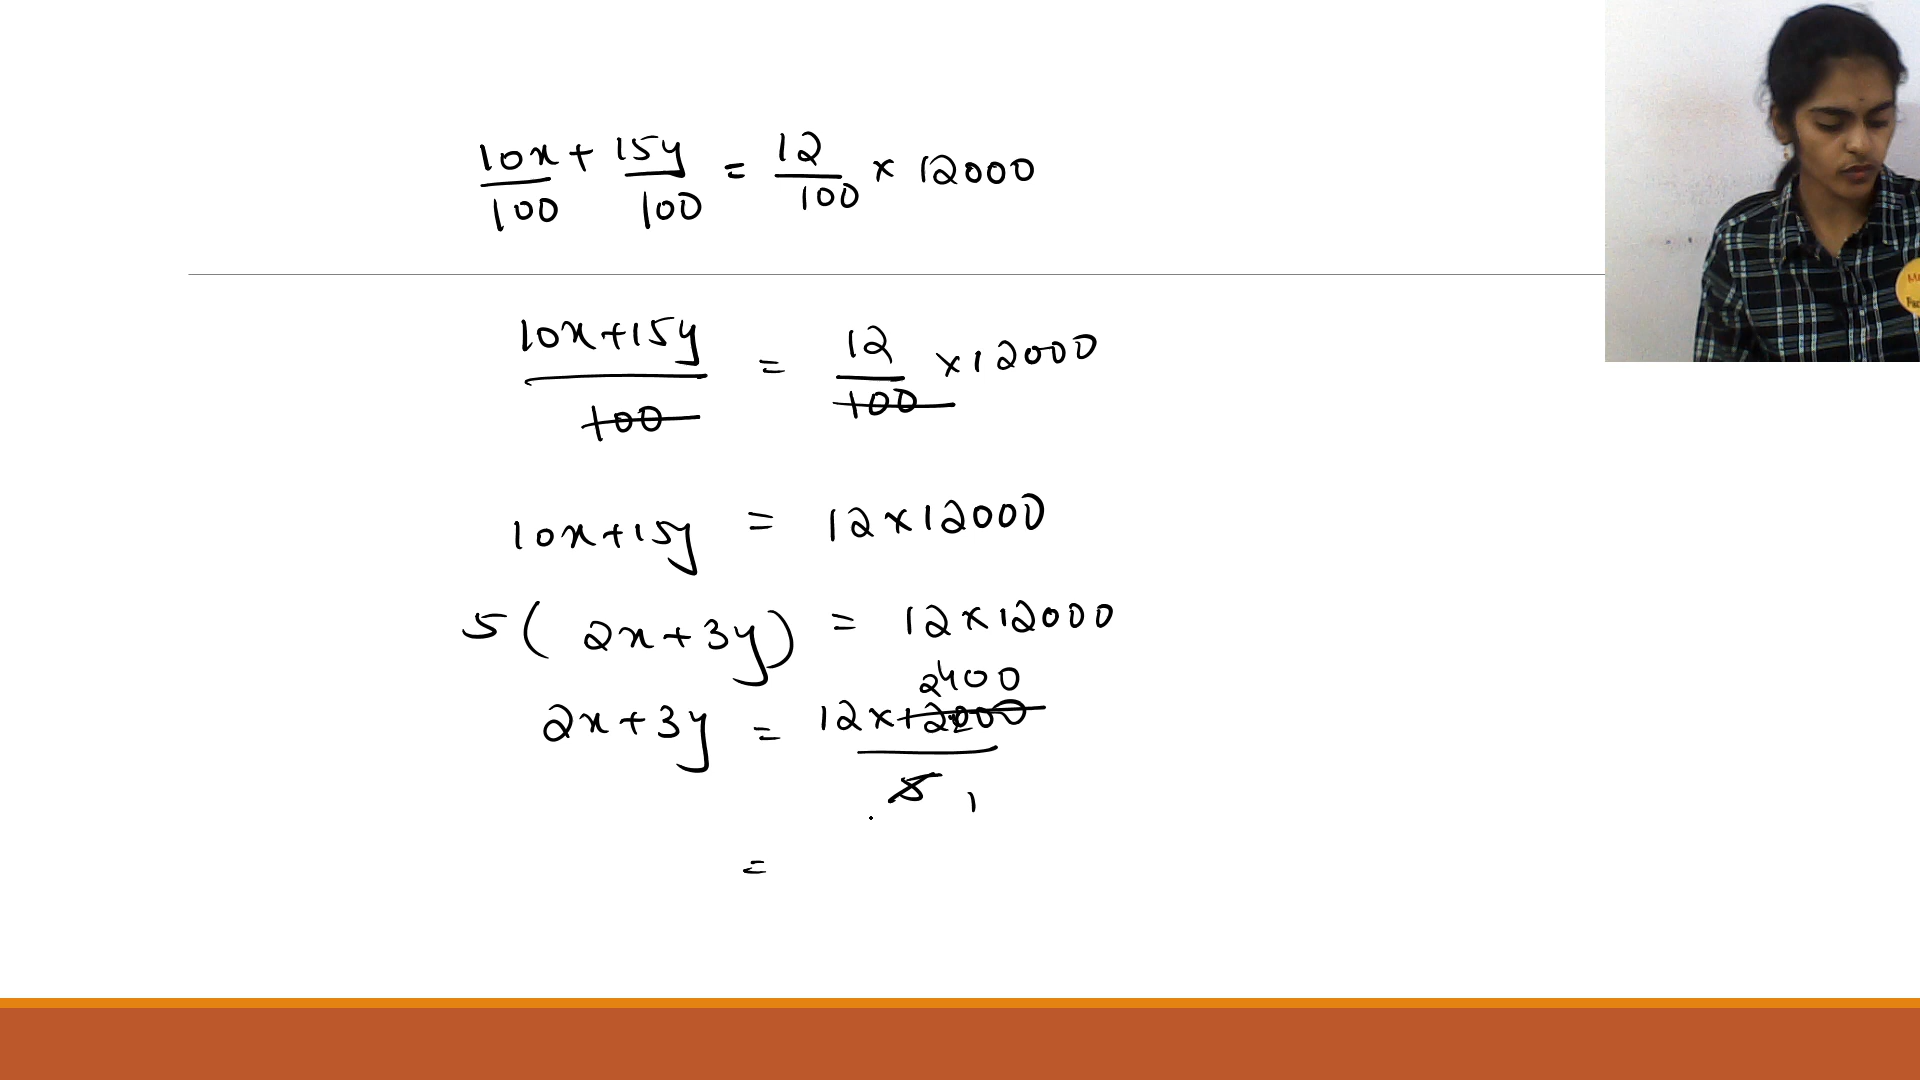 10x/100 + 15y/100 = 12/100 × 12000
10x+15y/100 = 12/100 ×12000
10x+15y = 12×12000
5( 2x+3y) = 12×12000
2400
2x+3y = 12×12000/5 1
=